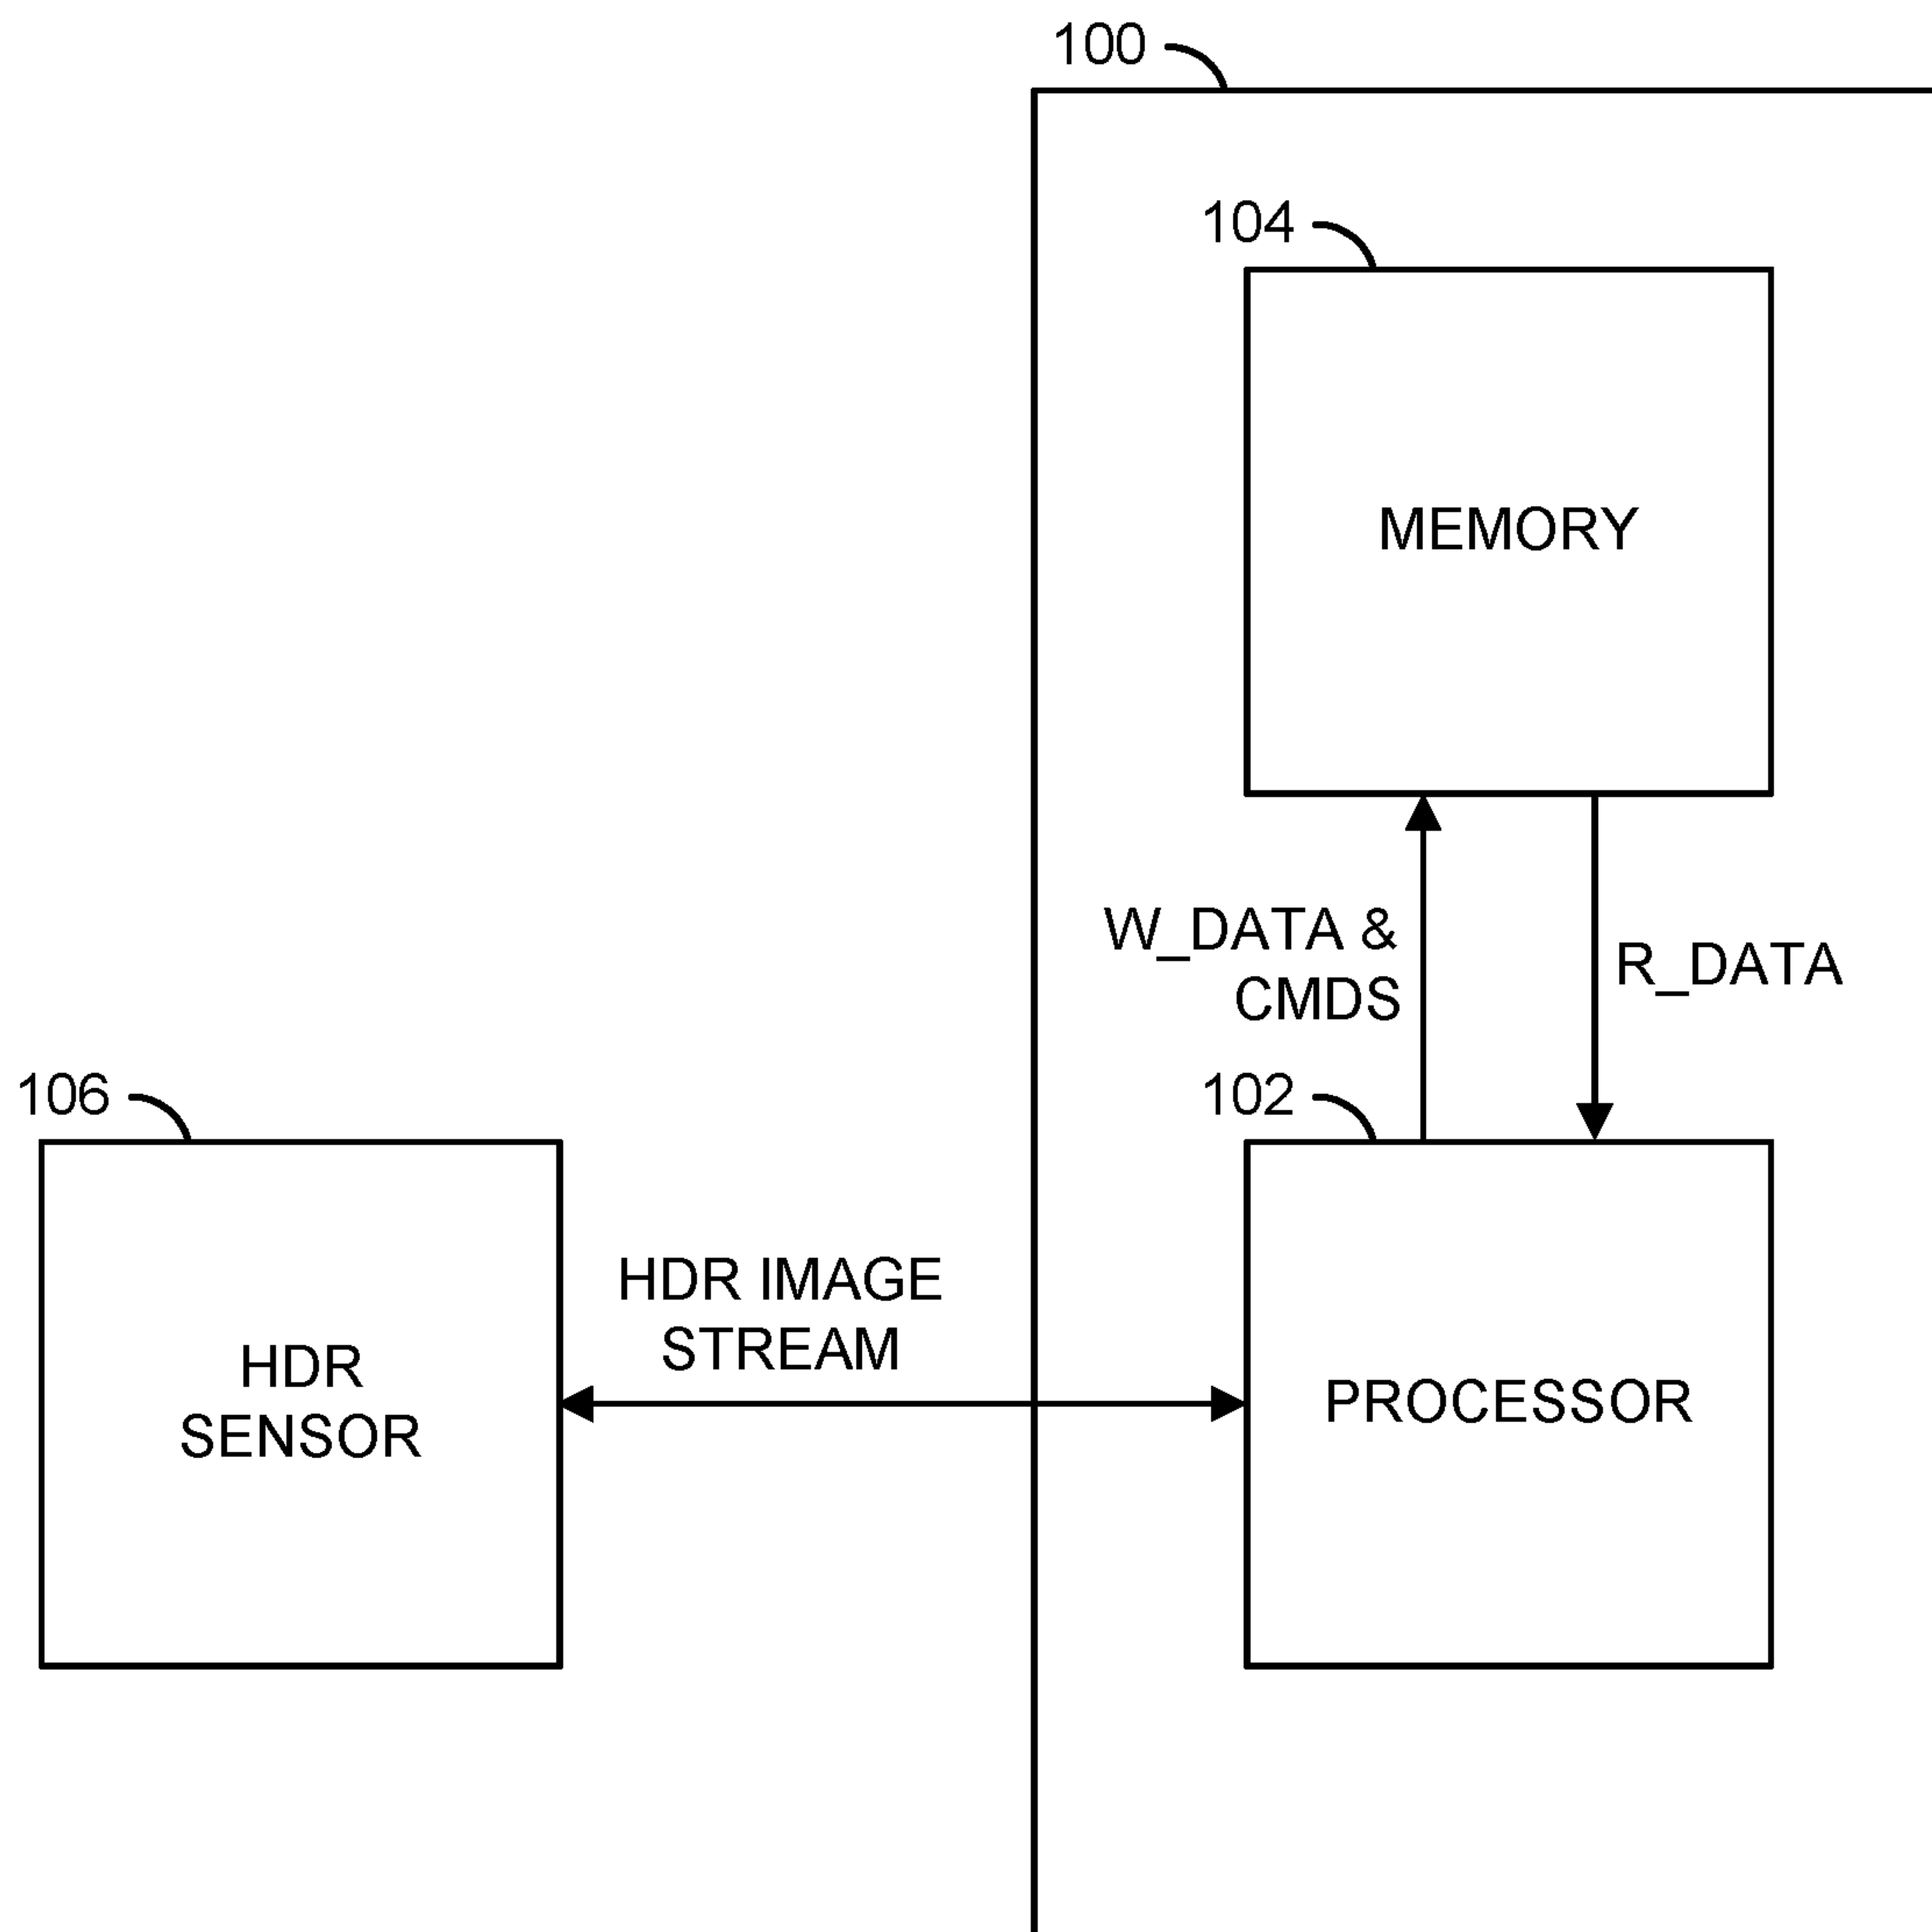 100
104
MEMORY
W_DATA &
CMDS
R_DATA
106
102
HDR IMAGE
STREAM
HDR
SENSOR
PROCESSOR